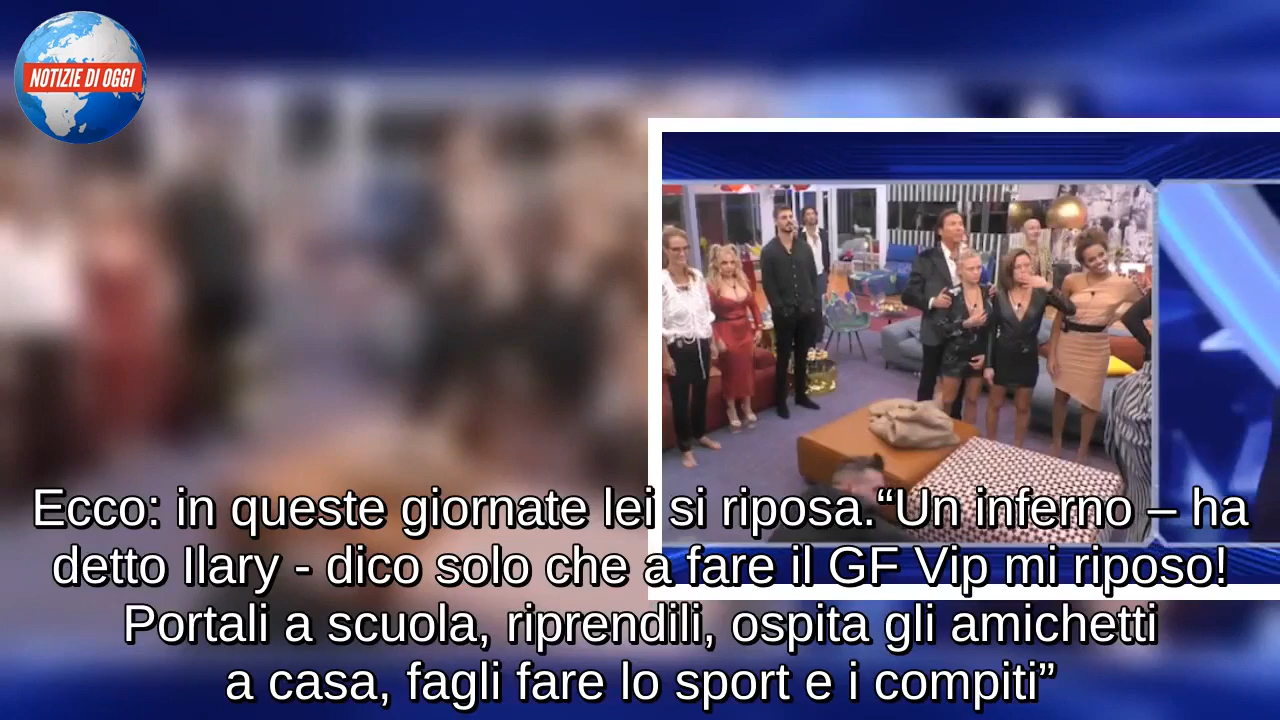 NOTIZIE DI OGGI
Ecco: in queste giornate lei si riposa.“Un inferno – ha
detto Ilary - dico solo che a fare il GF Vip mi riposo!
Portali a scuola, riprendili, ospita gli amichetti
a casa, fagli fare lo sport e i compiti”